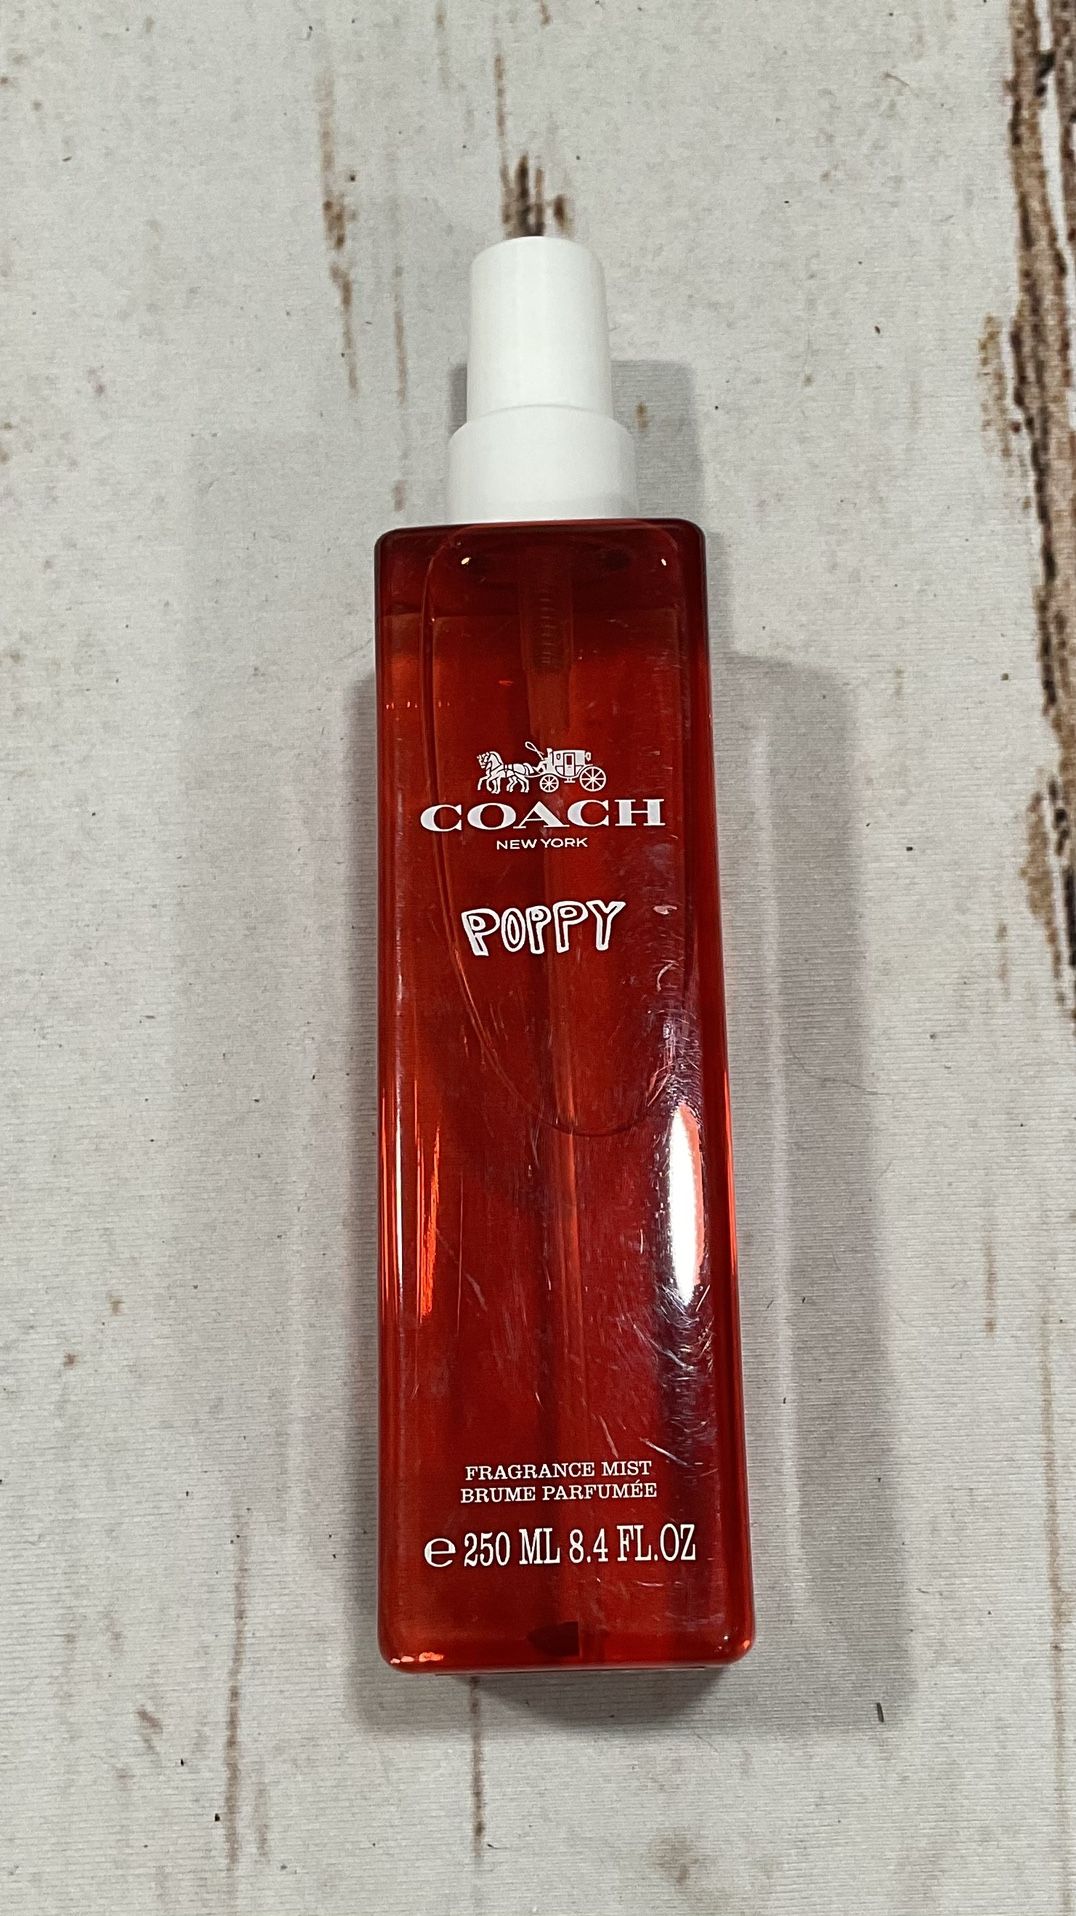 COACH
NEW YORK
POPPY
FRAGRANCE MIST
BRUME PARFUMÉE
℮ 250 ML 8.4 FL.OZ